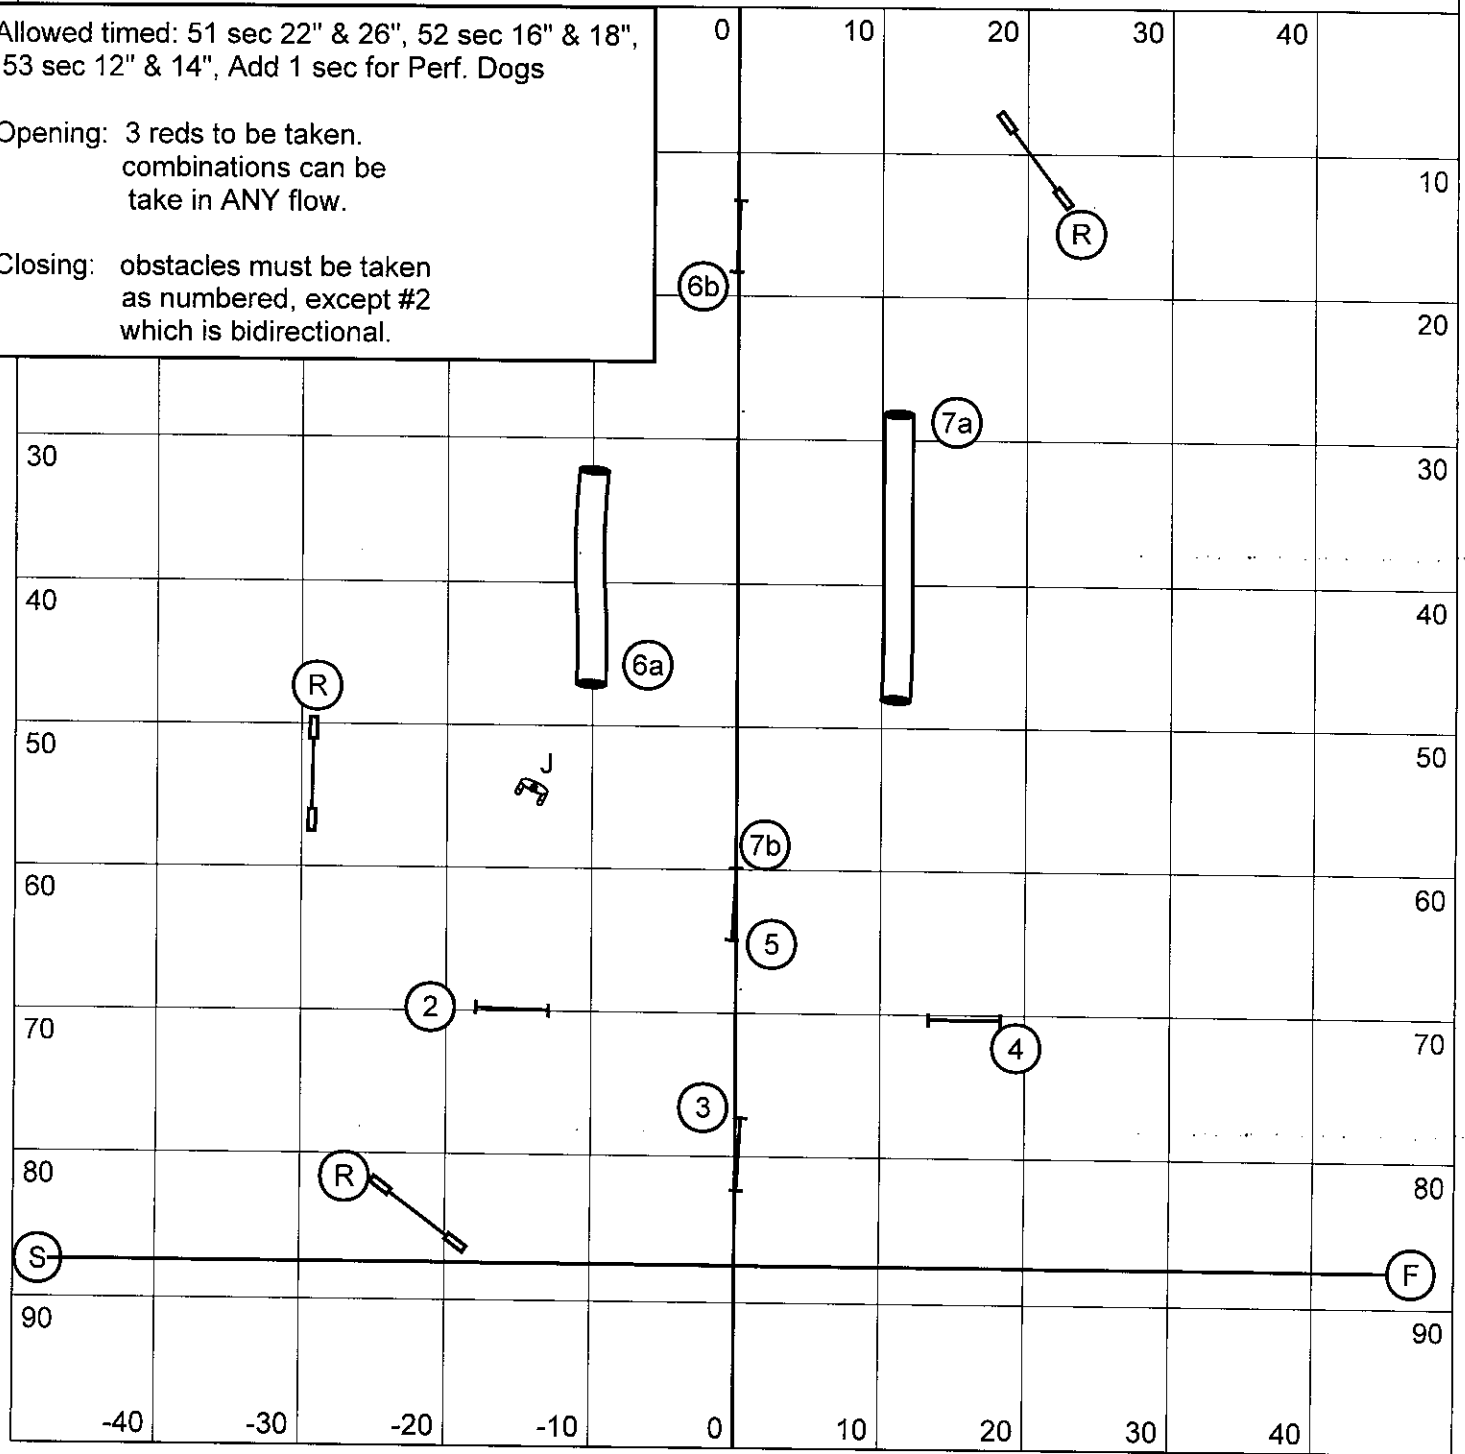 Allowed timed: 51 sec 22" & 26", 52 sec 16" & 18",
53 sec 12" & 14", Add 1 sec for Perf. Dogs
Opening: 3 reds to be taken.
combinations can be
take in ANY flow.
Closing: obstacles must be taken
as numbered, except #2
which is bidirectional.
0 10 20 30 40
10
R
6b
20
7a
30 30
40 40
6a
R
50 50
J
7b
60 60
5
2
70 70
4
3
80 80
R
S F
90 90
-40 -30 -20 -10 0 10 20 30 40